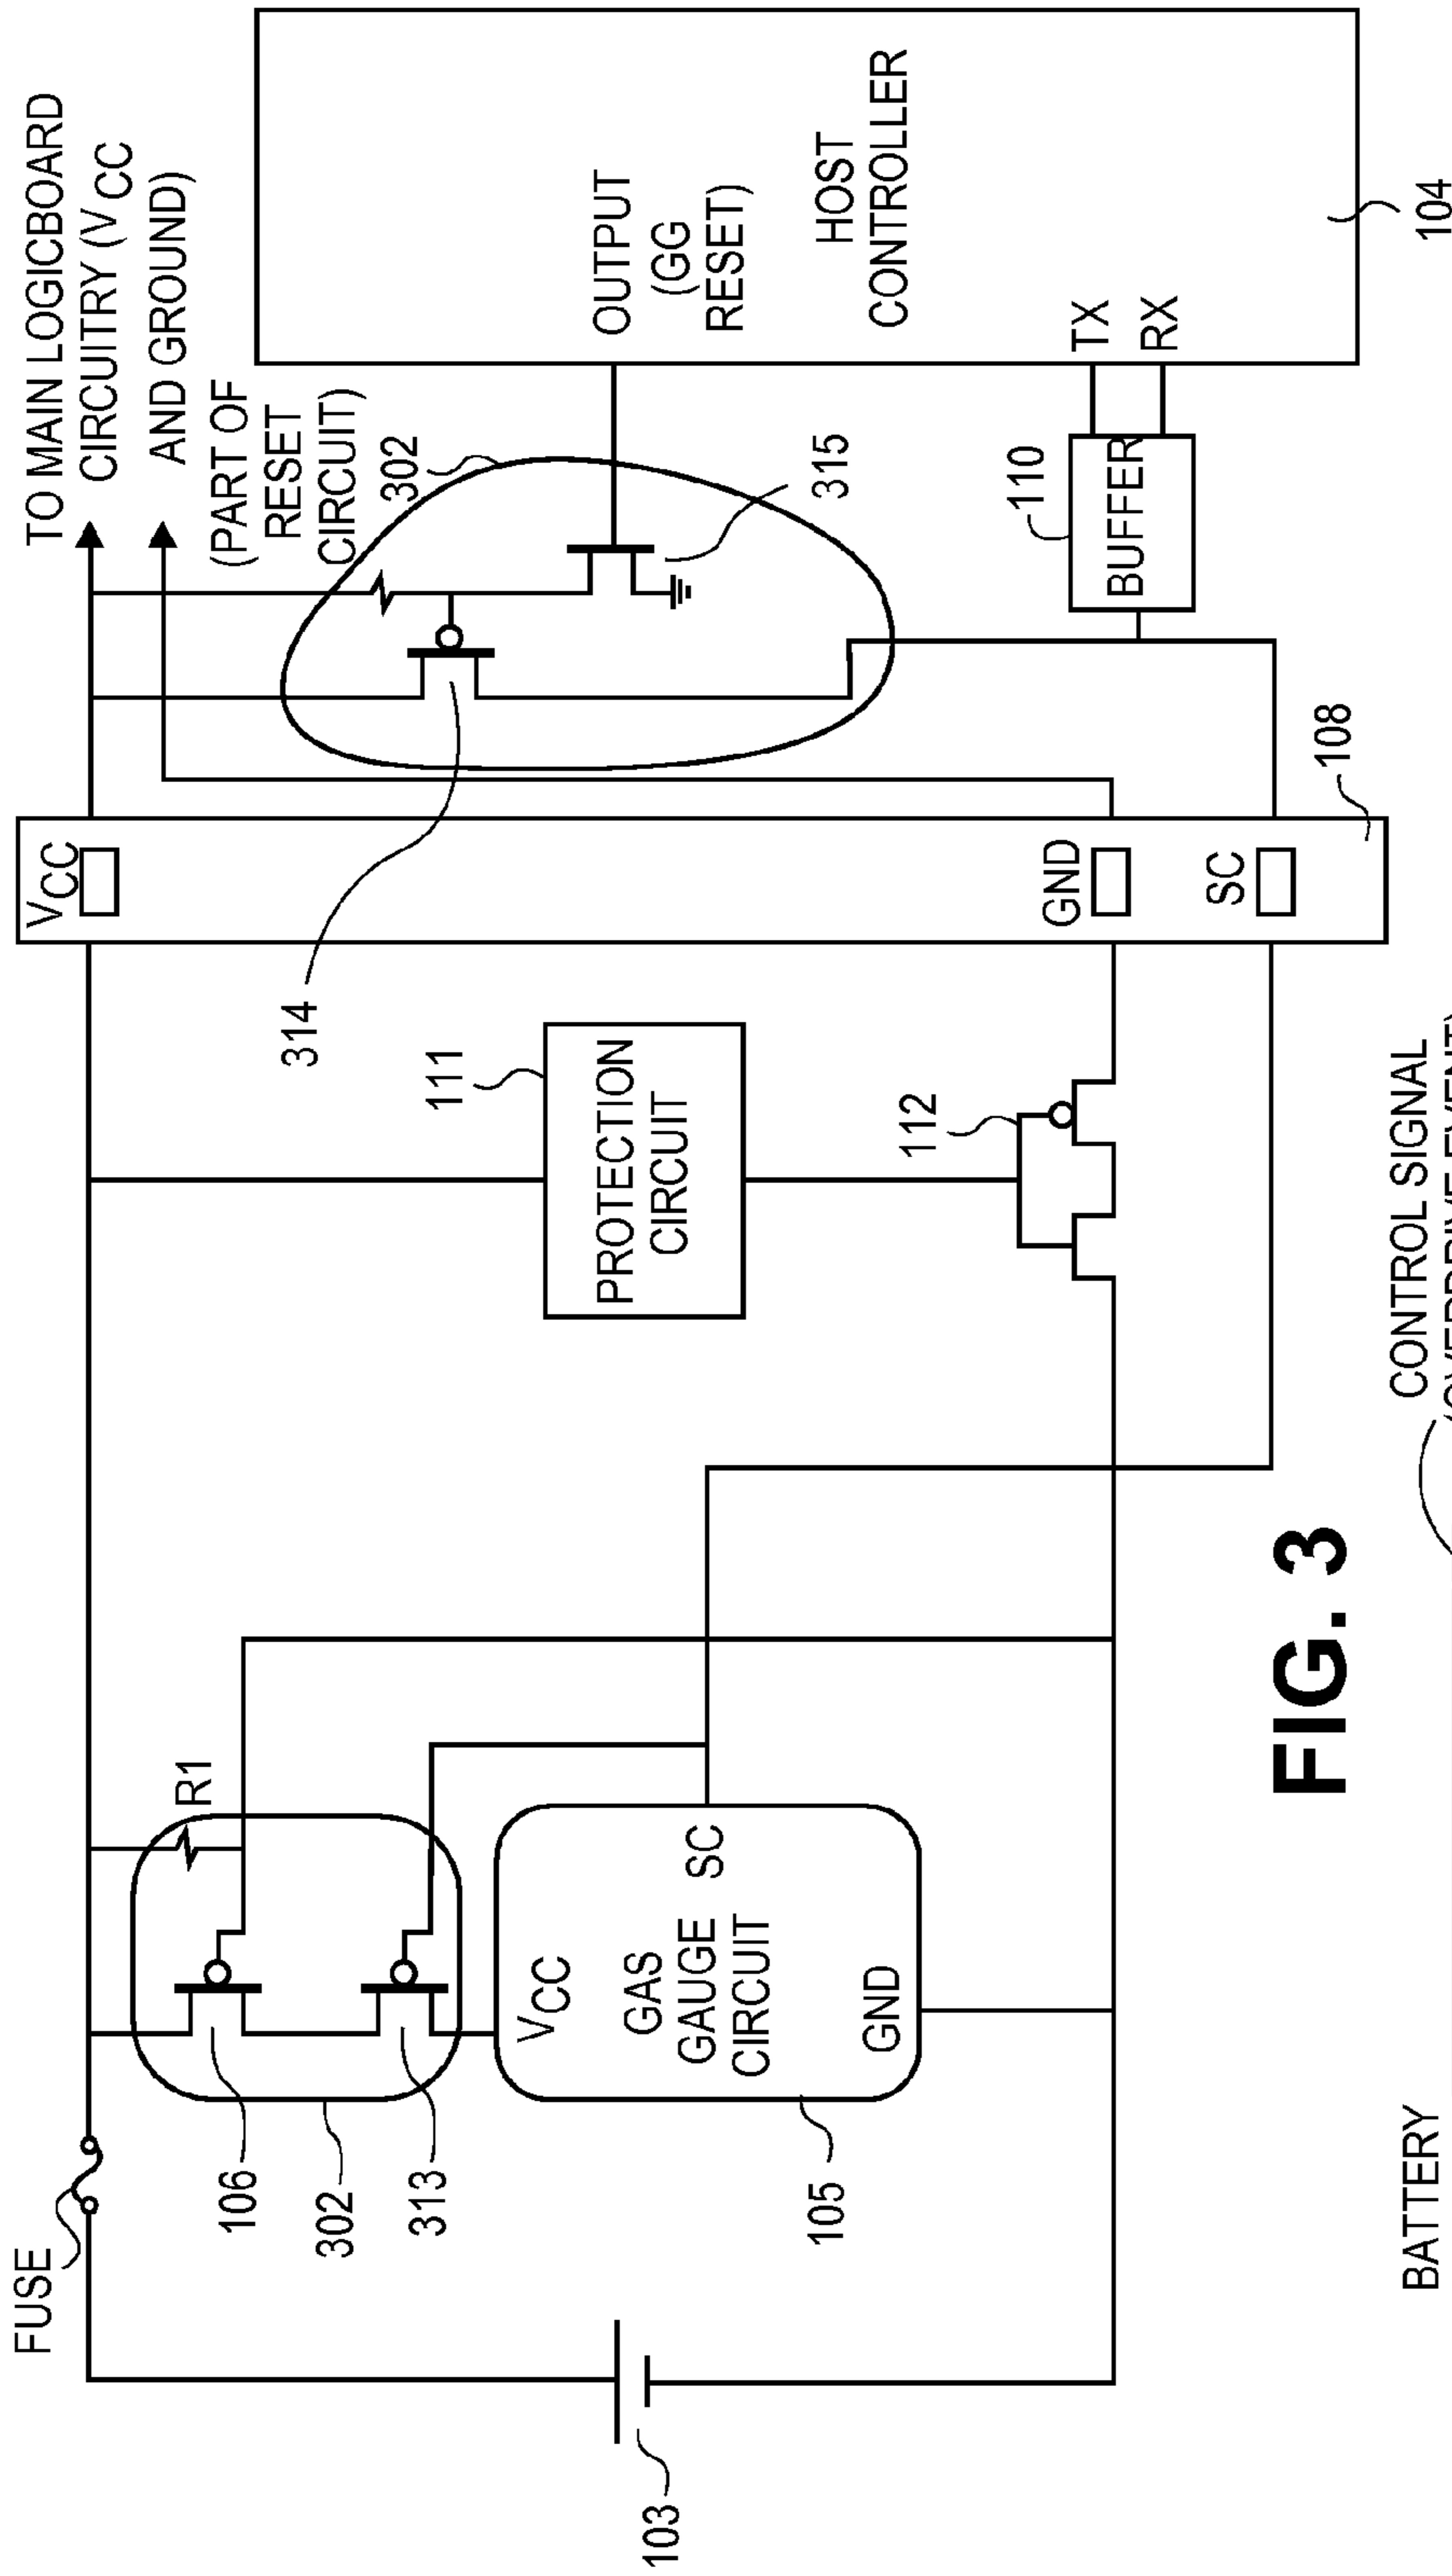 FUSE
TO MAIN LOGICBOARD
CIRCUITRY (VCC
AND GROUND)
(PART OF
RESET
CIRCUIT)
302
VCC
R1
106
302
313
314
315
OUTPUT
(GG
RESET)
HOST
CONTROLLER
TX
RX
104
110
BUFFER
111
PROTECTION
CIRCUIT
112
VCC
GAS
GAUGE
CIRCUIT
SC
GND
105
103
GND
SC
108
FIG. 3
BATTERY
CONTROL SIGNAL
(OVERDRIVE EVENT)